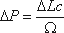 ΔP = ΔLc / Ω